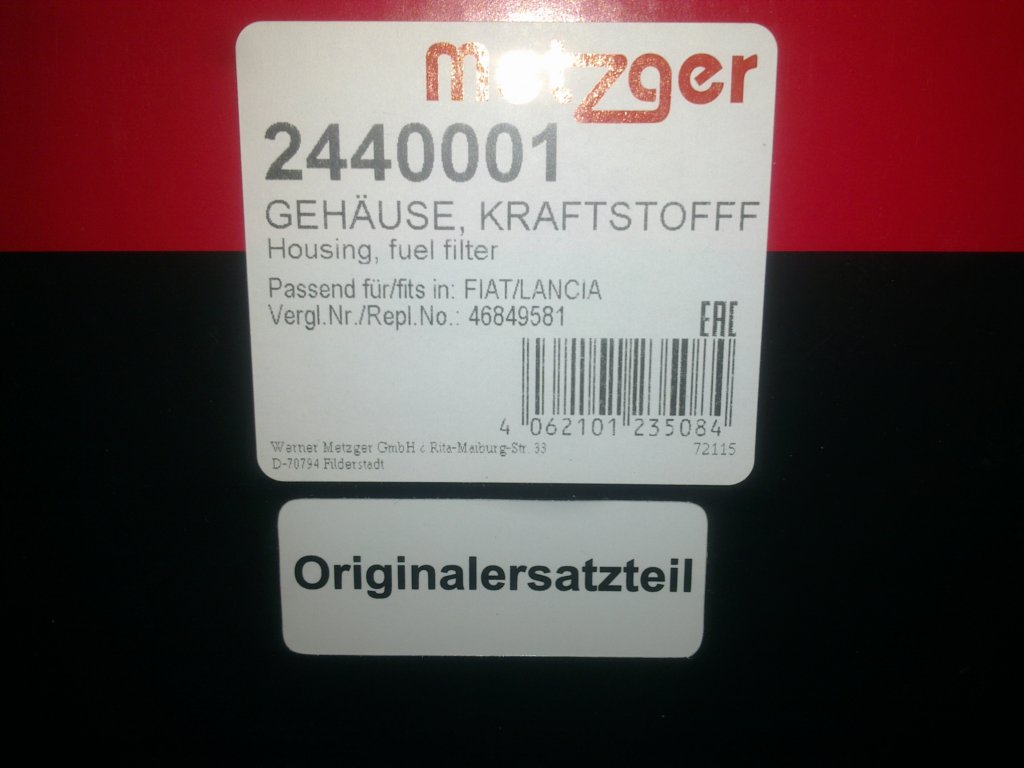 metzger
2440001
GEHÄUSE, KRAFTSTOFFF
Housing, fuel filter
Passend für/fits in: FIAT/LANCIA
Vergl.Nr./Repl.No.: 46849581
EAC
4 062101 235084
Werner Metzger GmbH ċ Rita-Maiburg-Str. 33
72115
D-70794 Filderstadt
Originalersatzteil